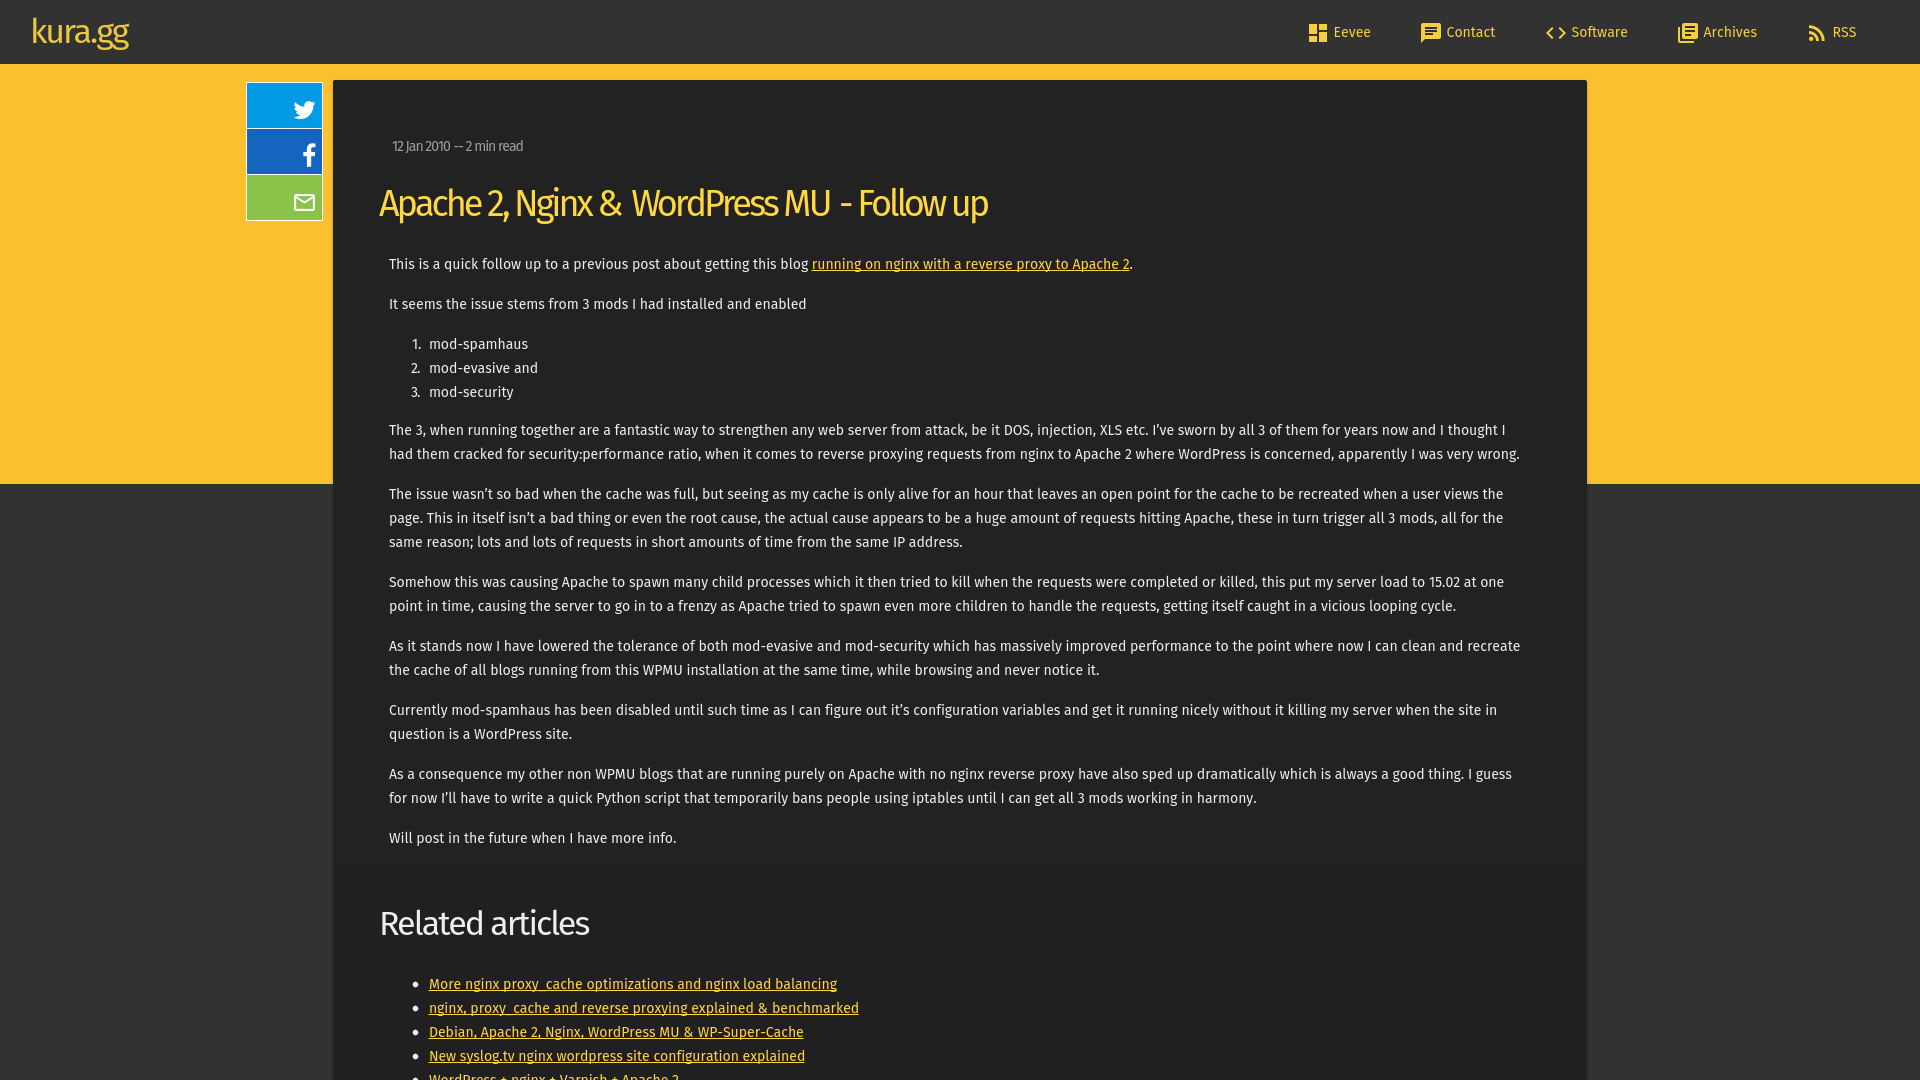 kura.gg
Eevee
Contact
Software
Archives
RSS
12 Jan 2010 -- 2 min read
Apache 2, Nginx & WordPress MU - Follow up
This is a quick follow up to a previous post about getting this blog running on nginx with a reverse proxy to Apache 2.
It seems the issue stems from 3 mods I had installed and enabled
1. mod-spamhaus
2. mod-evasive and
3. mod-security
The 3, when running together are a fantastic way to strengthen any web server from attack, be it DOS, injection, XLS etc. I’ve sworn by all 3 of them for years now and I thought I
had them cracked for security:performance ratio, when it comes to reverse proxying requests from nginx to Apache 2 where WordPress is concerned, apparently I was very wrong.
The issue wasn’t so bad when the cache was full, but seeing as my cache is only alive for an hour that leaves an open point for the cache to be recreated when a user views the
page. This in itself isn’t a bad thing or even the root cause, the actual cause appears to be a huge amount of requests hitting Apache, these in turn trigger all 3 mods, all for the
same reason; lots and lots of requests in short amounts of time from the same IP address.
Somehow this was causing Apache to spawn many child processes which it then tried to kill when the requests were completed or killed, this put my server load to 15.02 at one
point in time, causing the server to go in to a frenzy as Apache tried to spawn even more children to handle the requests, getting itself caught in a vicious looping cycle.
As it stands now I have lowered the tolerance of both mod-evasive and mod-security which has massively improved performance to the point where now I can clean and recreate
the cache of all blogs running from this WPMU installation at the same time, while browsing and never notice it.
Currently mod-spamhaus has been disabled until such time as I can figure out it’s configuration variables and get it running nicely without it killing my server when the site in
question is a WordPress site.
As a consequence my other non WPMU blogs that are running purely on Apache with no nginx reverse proxy have also sped up dramatically which is always a good thing. I guess
for now I’ll have to write a quick Python script that temporarily bans people using iptables until I can get all 3 mods working in harmony.
Will post in the future when I have more info.
Related articles
More nginx proxy_cache optimizations and nginx load balancing
nginx, proxy_cache and reverse proxying explained & benchmarked
Debian, Apache 2, Nginx, WordPress MU & WP-Super-Cache
New syslog.tv nginx wordpress site configuration explained
WordPress + nginx + Varnish + Apache 2